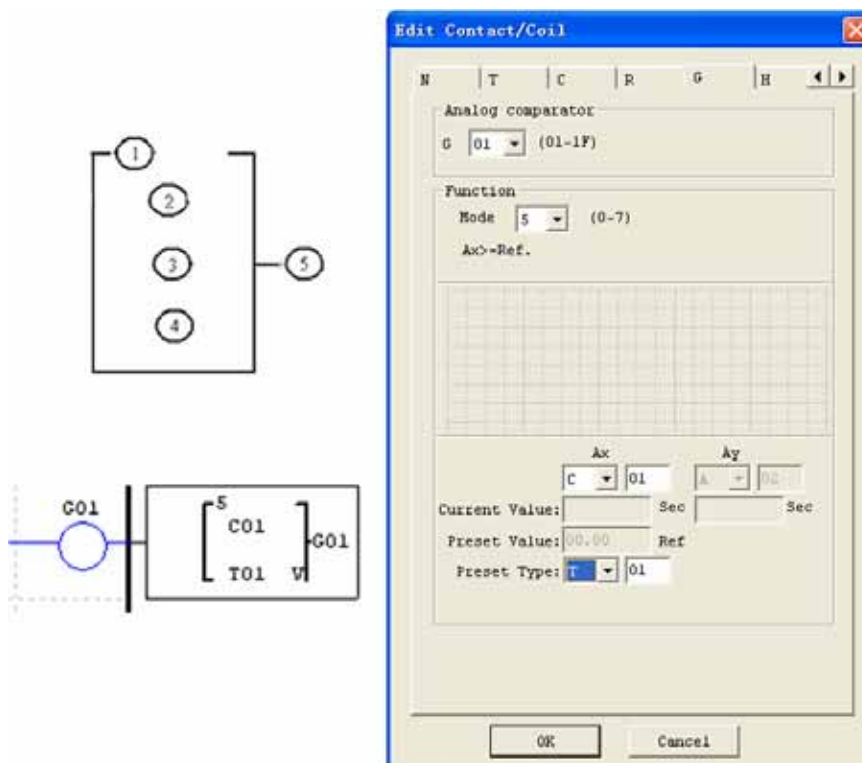 1
2
3
4
5
G01
5
C01
T01 V
G01
Edit Contact/Coil
N T C R G H
Analog comparator
G 01 (01-1F)
Function
Mode 5 (0-7)
Ax>=Ref.
Ax Ay
C 01 A 02
Current Value: Sec Sec
Preset Value: 00.00 Ref
Preset Type: T 01
OK Cancel